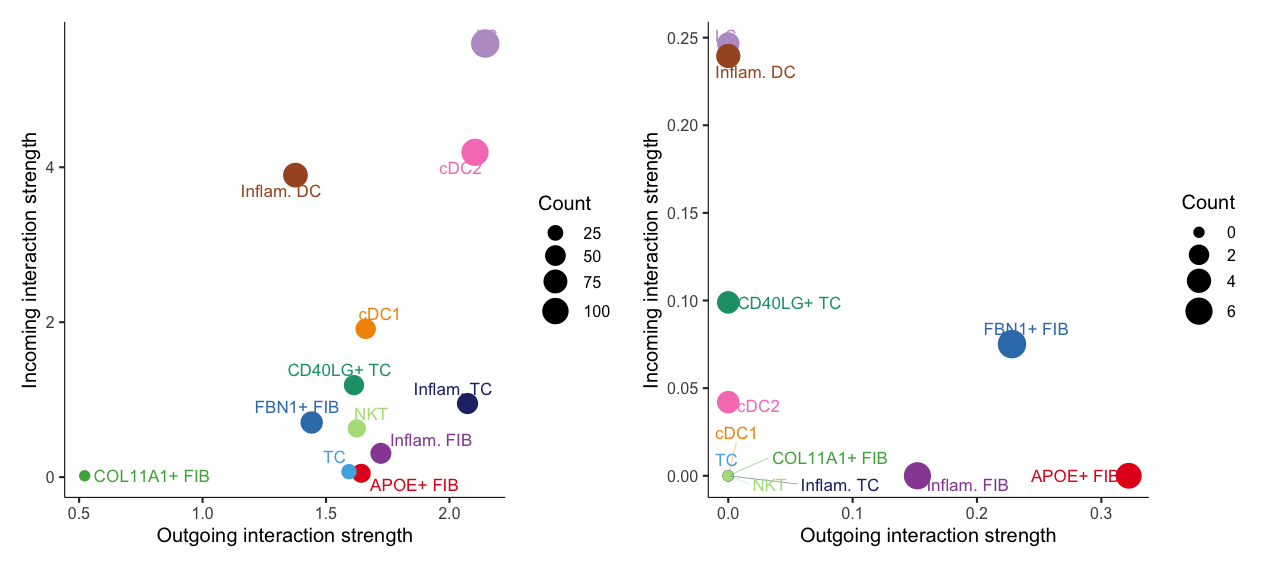 Incoming interaction strength
4
2
0
LC
cDC2
Inflam. DC
cDC1
CD40LG+ TC
Inflam. TC
FBN1+ FIB
NKT
Inflam. FIB
TC
COL11A1+ FIB
APOE+ FIB
0.5 1.0 1.5 2.0
Outgoing interaction strength
Count
25
50
75
100
Incoming interaction strength
0.25
0.20
0.15
0.10
0.05
0.00
LC
Inflam. DC
CD40LG+ TC
FBN1+ FIB
cDC2
cDC1
TC
COL11A1+ FIB
NKT
Inflam. TC
Inflam. FIB
APOE+ FIB
0.0 0.1 0.2 0.3
Outgoing interaction strength
Count
0
2
4
6